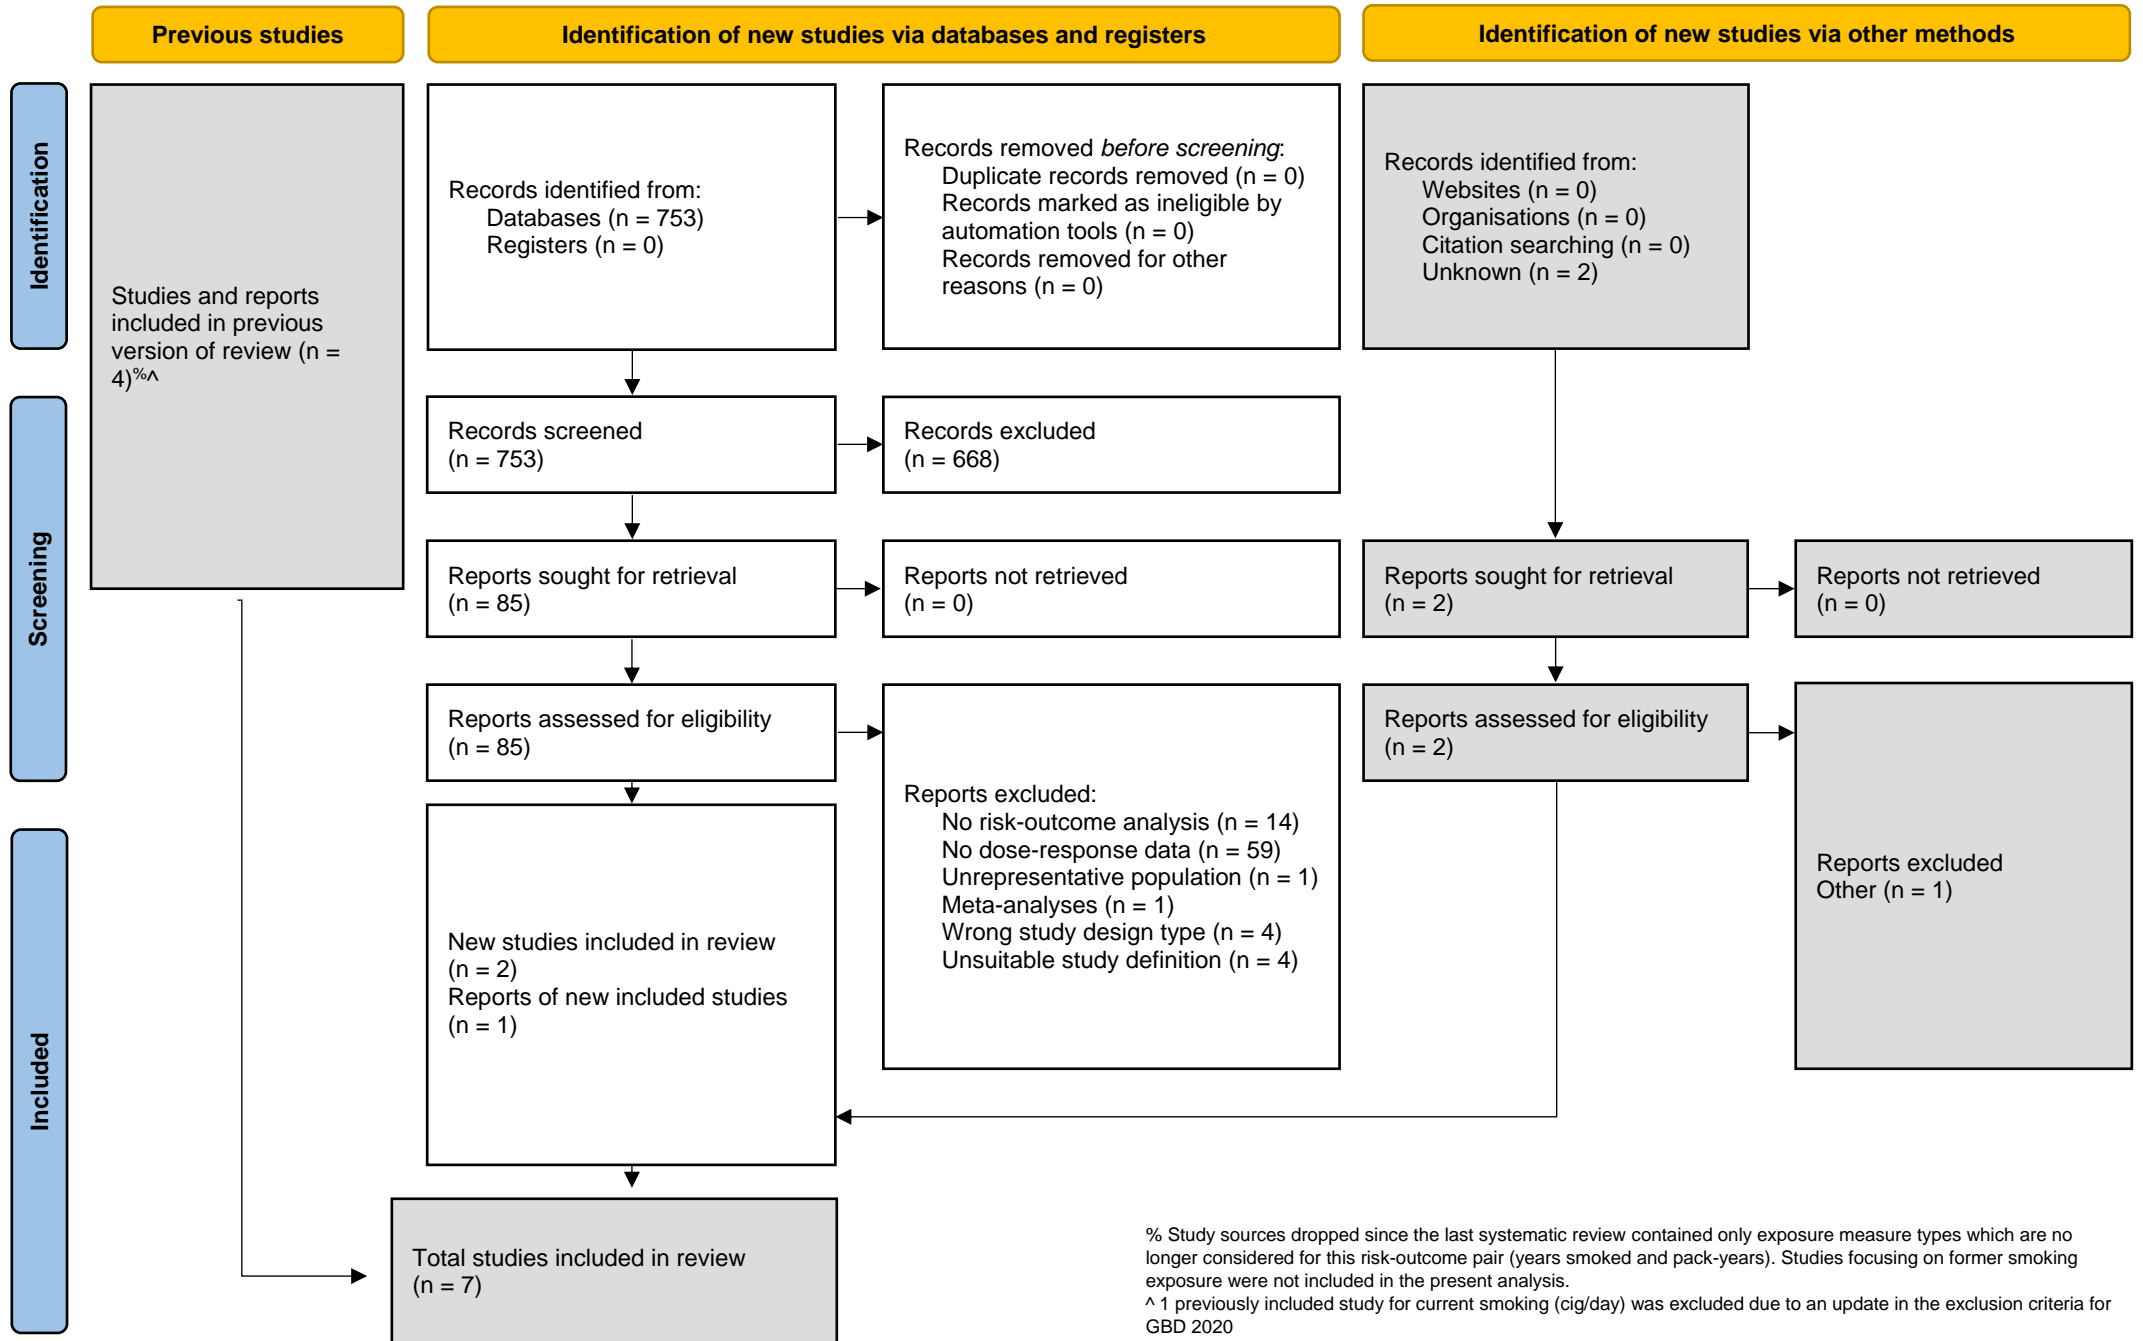 Previous studies
Identification of new studies via databases and registers
Identification of new studies via other methods
Identification
Studies and reports
included in previous
version of review (n =
4)%^
Records identified from:
Databases (n = 753)
Registers (n = 0)
Records removed before screening:
Duplicate records removed (n = 0)
Records marked as ineligible by
automation tools (n = 0)
Records removed for other
reasons (n = 0)
Records identified from:
Websites (n = 0)
Organisations (n = 0)
Citation searching (n = 0)
Unknown (n = 2)
Screening
Records screened
(n = 753)
Records excluded
(n = 668)
Reports sought for retrieval
(n = 85)
Reports not retrieved
(n = 0)
Reports sought for retrieval
(n = 2)
Reports not retrieved
(n = 0)
Reports assessed for eligibility
(n = 85)
Reports excluded:
No risk-outcome analysis (n = 14)
No dose-response data (n = 59)
Unrepresentative population (n = 1)
Meta-analyses (n = 1)
Wrong study design type (n = 4)
Unsuitable study definition (n = 4)
Reports assessed for eligibility
(n = 2)
Reports excluded
Other (n = 1)
Included
New studies included in review
(n = 2)
Reports of new included studies
(n = 1)
Total studies included in review
(n = 7)
% Study sources dropped since the last systematic review contained only exposure measure types which are no
longer considered for this risk-outcome pair (years smoked and pack-years). Studies focusing on former smoking
exposure were not included in the present analysis.
^ 1 previously included study for current smoking (cig/day) was excluded due to an update in the exclusion criteria for
GBD 2020